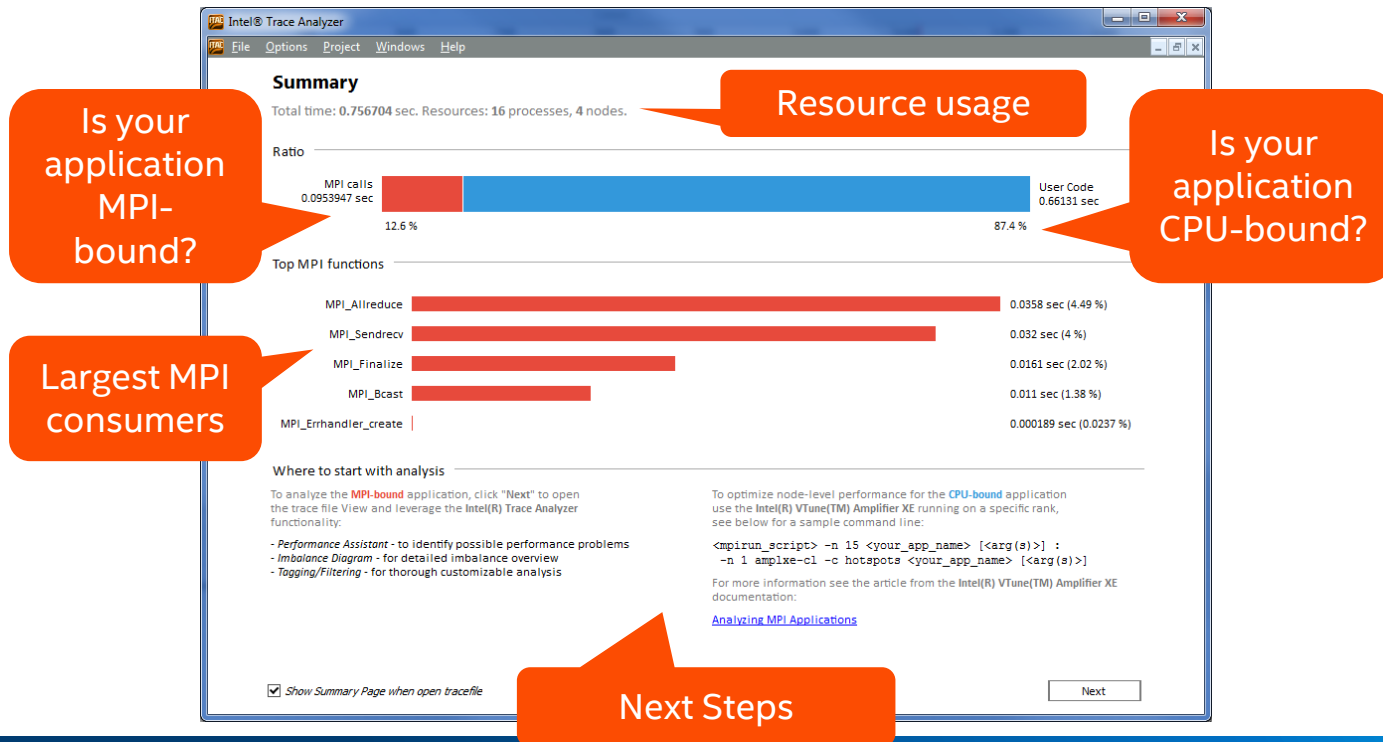 Intel® Trace Analyzer
File Options Project Windows Help
Summary
Total time: 0.756704 sec. Resources: 16 processes, 4 nodes.
Resource usage
Is your
application
MPI-
bound?
Is your
application
CPU-bound?
Ratio
MPI calls
0.0953947 sec
User Code
0.66131 sec
12.6 %
87.4 %
Top MPI functions
MPI_Allreduce
0.0358 sec (4.49 %)
MPI_Sendrecv
0.032 sec (4 %)
MPI_Finalize
0.0161 sec (2.02 %)
MPI_Bcast
0.011 sec (1.38 %)
MPI_Errhandler_create
0.000189 sec (0.0237 %)
Largest MPI
consumers
Where to start with analysis
To analyze the MPI-bound application, click "Next" to open
the trace file View and leverage the Intel(R) Trace Analyzer
functionality:
- Performance Assistant - to identify possible performance problems
- Imbalance Diagram - for detailed imbalance overview
- Tagging/Filtering - for thorough customizable analysis
To optimize node-level performance for the CPU-bound application
use the Intel(R) VTune(TM) Amplifier XE running on a specific rank,
see below for a sample command line:
<mpirun_script> -n 15 <your_app_name> [<arg(s)>] :
-n 1 amplxe-cl -c hotspots <your_app_name> [<arg(s)>]
For more information see the article from the Intel(R) VTune(TM) Amplifier XE
documentation:
Analyzing MPI Applications
Show Summary Page when open tracefile
Next
Next Steps